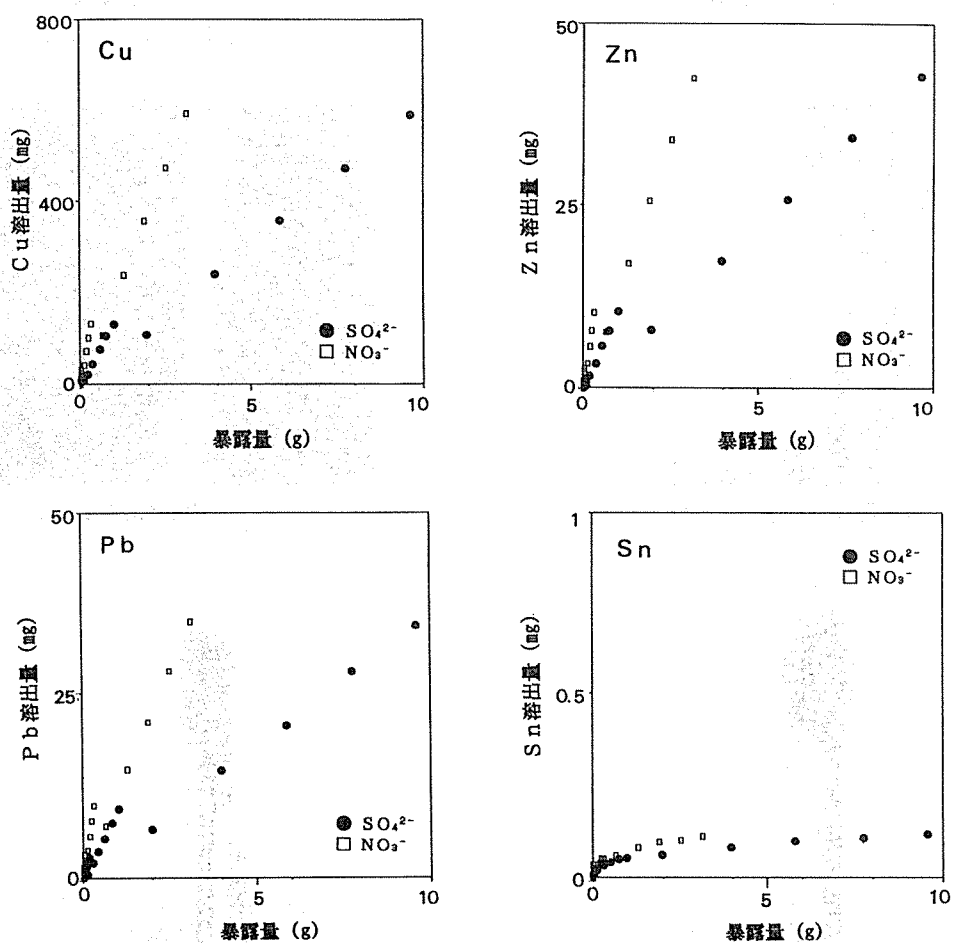 800
Cu
400
0
Cu溶出量 (mg)
● SO₄²⁻
□ NO₃⁻
0
5
10
暴露量 (g)
50
Zn
25
0
Zn溶出量 (mg)
● SO₄²⁻
□ NO₃⁻
0
5
10
暴露量 (g)
50
Pb
25
0
Pb溶出量 (mg)
● SO₄²⁻
□ NO₃⁻
0
5
10
暴露量 (g)
1
Sn
● SO₄²⁻
□ NO₃⁻
0.5
0
Sn溶出量 (mg)
0
5
10
暴露量 (g)